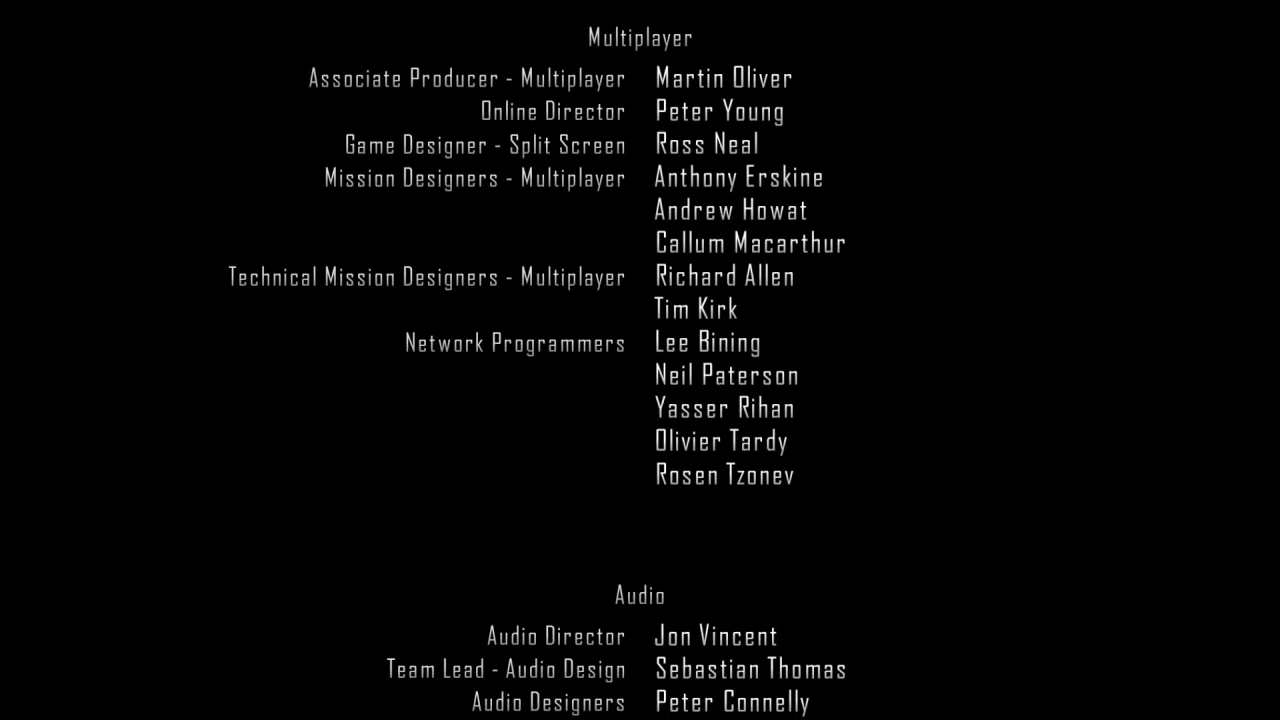 Multiplayer
Associate Producer - Multiplayer Martin Oliver
Online Director Peter Young
Game Designer - Split Screen Ross Neal
Mission Designers - Multiplayer Anthony Erskine
Andrew Howat
Callum Macarthur
Technical Mission Designers - Multiplayer Richard Allen
Tim Kirk
Network Programmers Lee Bining
Neil Paterson
Yasser Rihan
Olivier Tardy
Rosen Tzonev
Audio
Audio Director Jon Vincent
Team Lead - Audio Design Sebastian Thomas
Audio Designers Peter Connelly